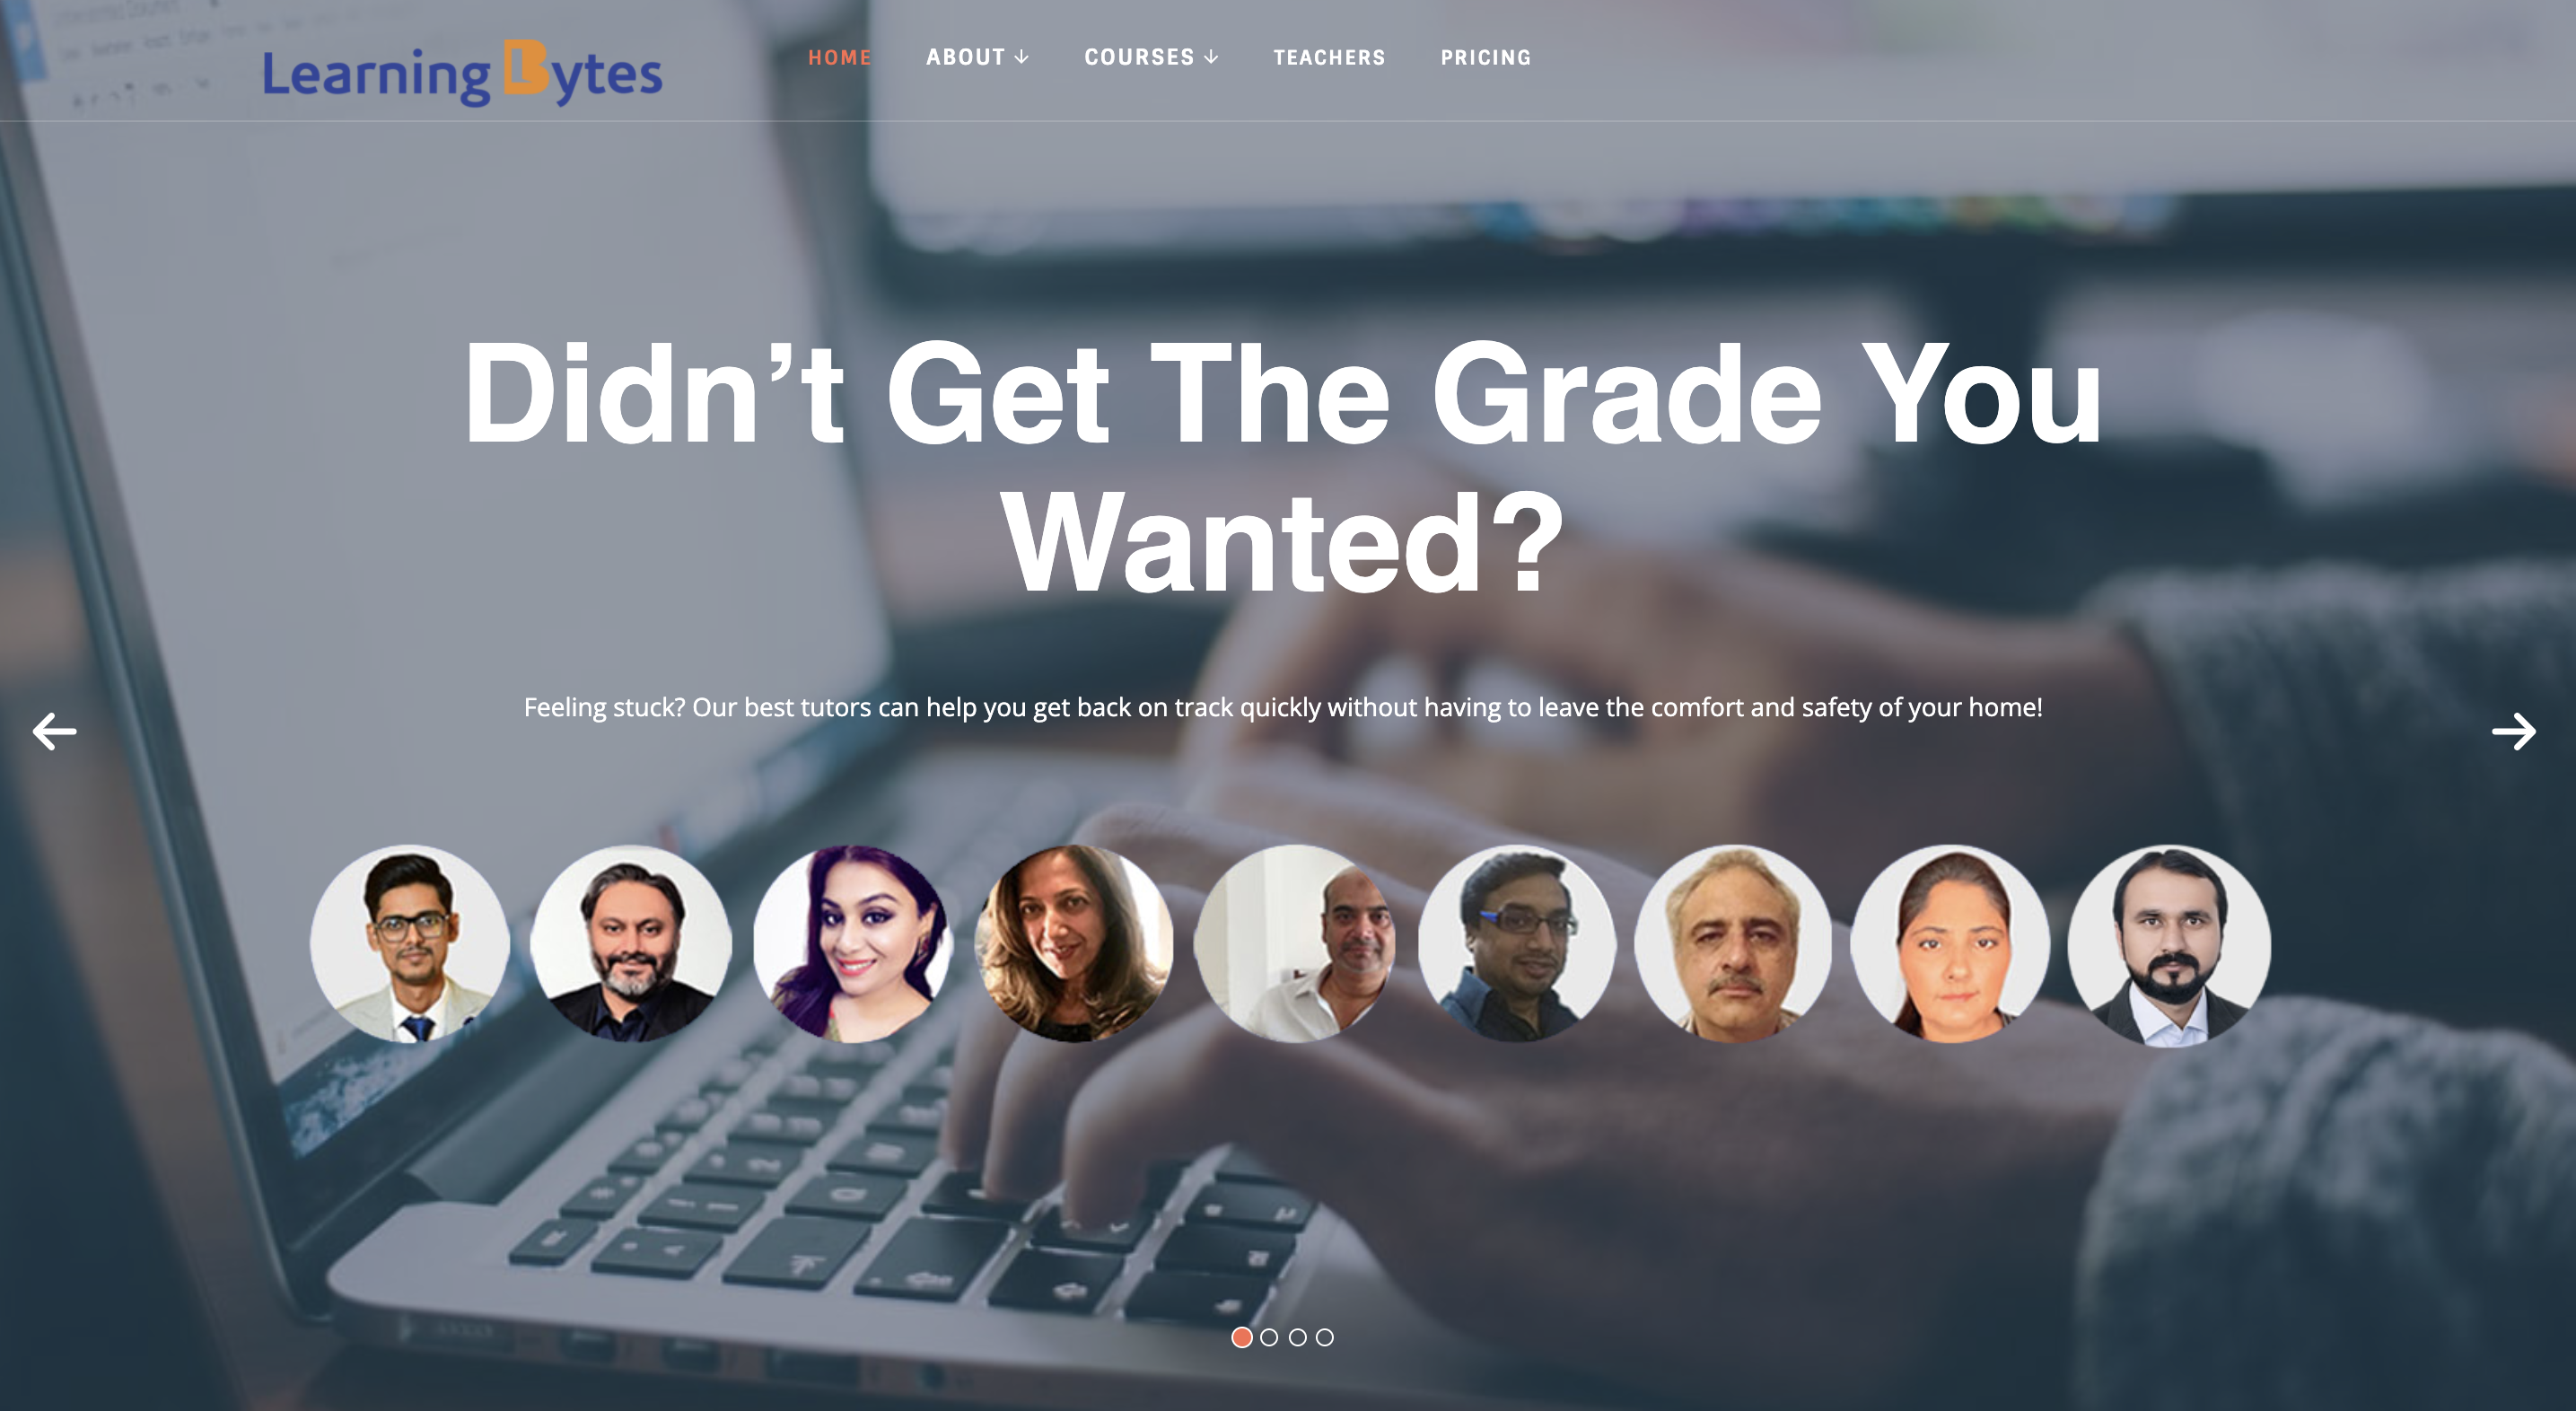 Learning Bytes
HOME
ABOUT
COURSES
TEACHERS
PRICING
Didn’t Get The Grade You
Wanted?
Feeling stuck? Our best tutors can help you get back on track quickly without having to leave the comfort and safety of your home!